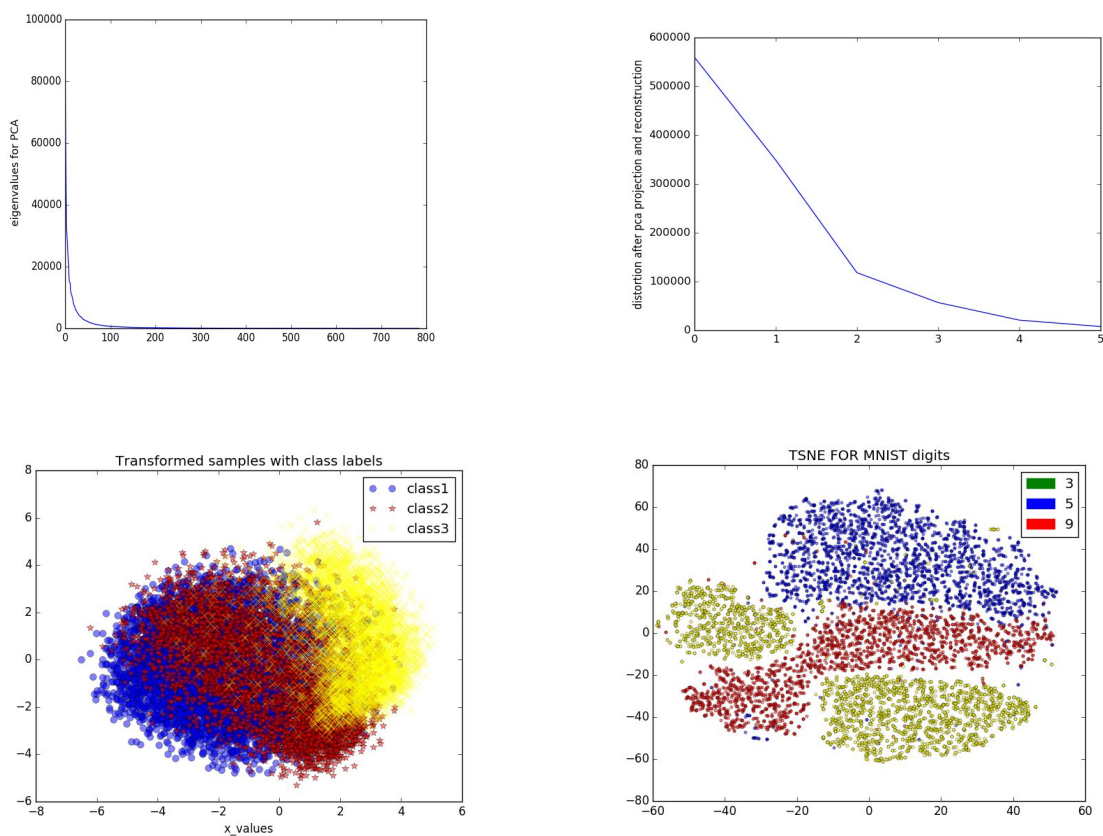 100000
80000
60000
40000
20000
0
eigenvalues for PCA
0 100 200 300 400 500 600 700 800
600000
500000
400000
300000
200000
100000
0
distortion after pca projection and reconstruction
0 1 2 3 4 5
Transformed samples with class labels
8
6
4
2
0
−2
−4
−6
class1
class2
class3
−8 −6 −4 −2 0 2 4 6
x_values
TSNE FOR MNIST digits
80
60
40
20
0
−20
−40
−60
−80
3
5
9
−60 −40 −20 0 20 40 60